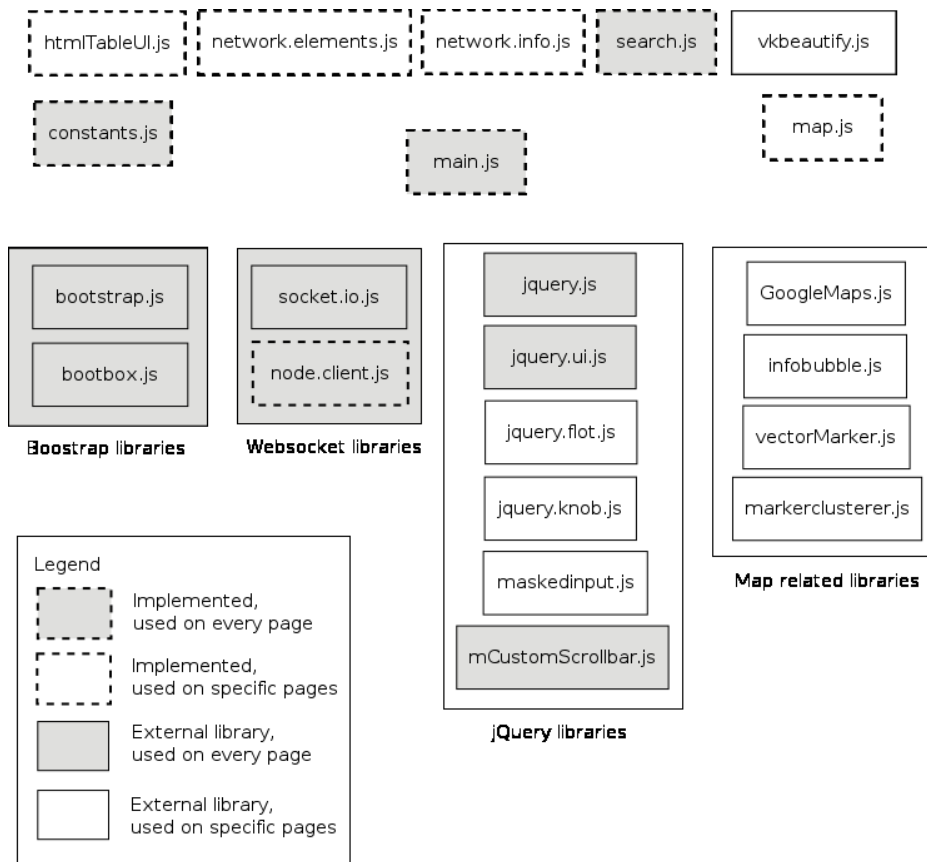 htmlTableUI.js
network.elements.js
network.info.js
search.js
vkbeautify.js
constants.js
main.js
map.js
bootstrap.js
bootbox.js
Boostrap libraries
socket.io.js
node.client.js
Websocket libraries
jquery.js
jquery.ui.js
jquery.flot.js
jquery.knob.js
maskedinput.js
mCustomScrollbar.js
jQuery libraries
GoogleMaps.js
infobubble.js
vectorMarker.js
markerclusterer.js
Map related libraries
Legend
Implemented,
used on every page
Implemented,
used on specific pages
External library,
used on every page
External library,
used on specific pages